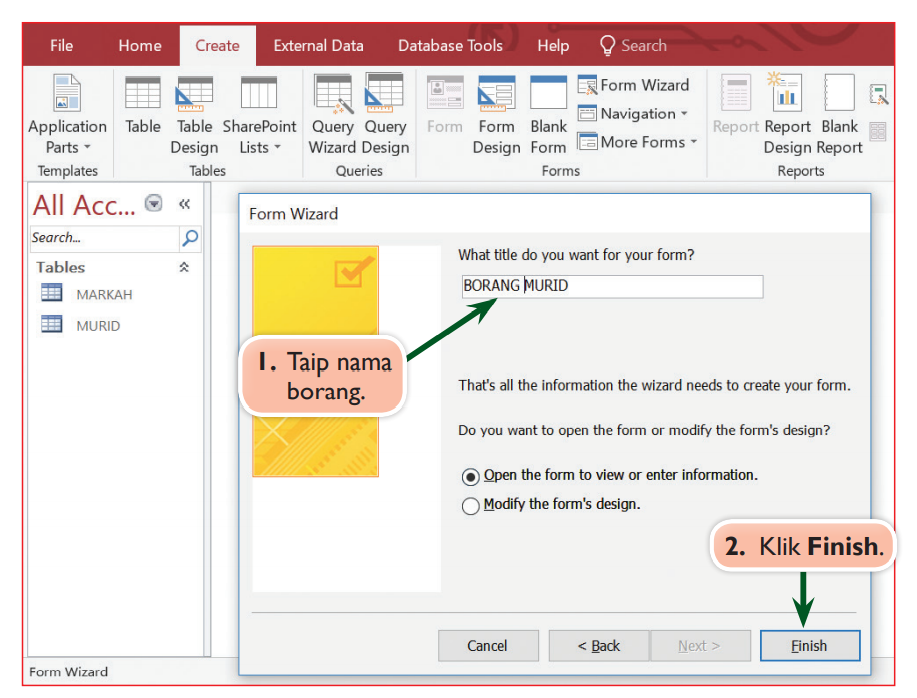 File Home Create External Data Database Tools Help Search
Form Wizard
Navigation
More Forms
Application Parts
Table
Table Design
SharePoint Lists
Query Wizard
Query Design
Form
Form Design
Blank Form
Report
Report Design
Blank Report
Templates Tables Queries Forms Reports
All Acc... «
Search...
Tables
MARKAH
MURID
Form Wizard
What title do you want for your form?
BORANG MURID
1. Taip nama
borang.
That's all the information the wizard needs to create your form.
Do you want to open the form or modify the form's design?
Open the form to view or enter information.
Modify the form's design.
2. Klik Finish.
Cancel < Back Next > Finish
Form Wizard